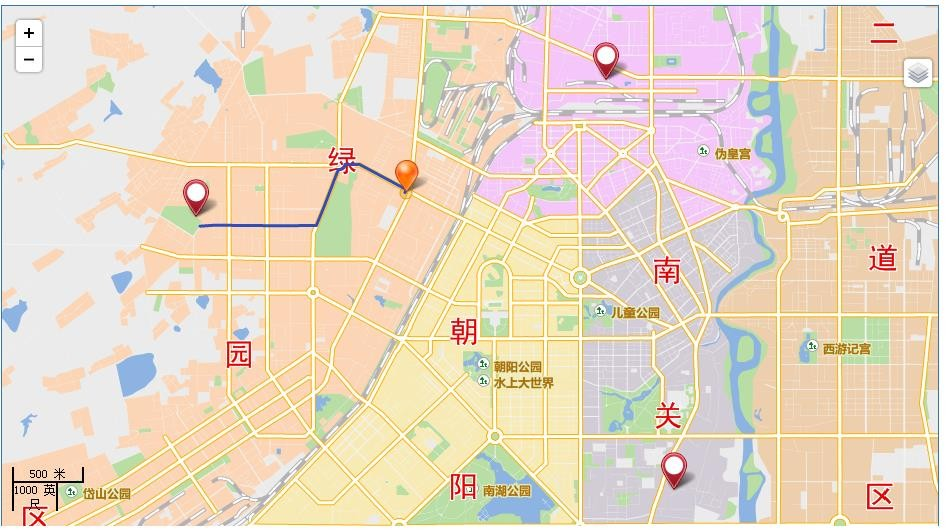 +
−
二
绿
伪皇宫
道
南
儿童公园
朝
西游记宫
园
朝阳公园
水上大世界
关
500 米
1000 英尺
岱山公园
阳
南湖公园
区
区